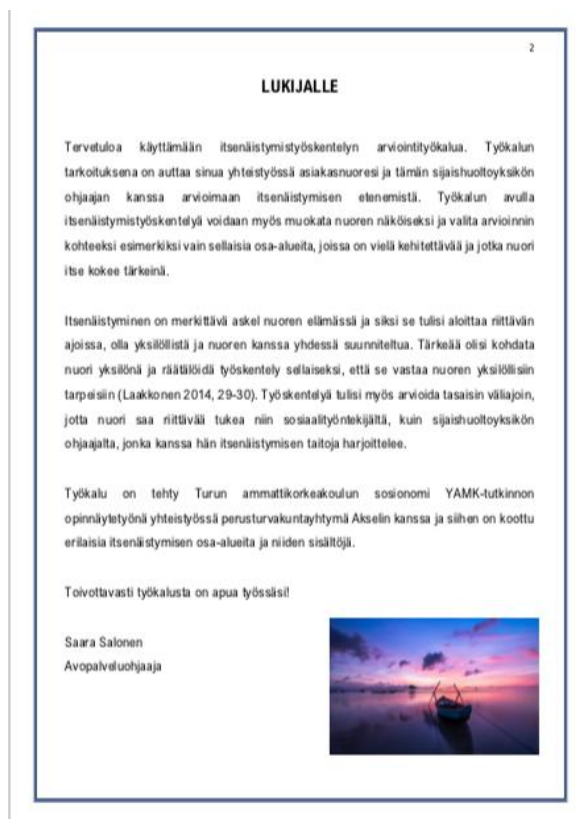 2
LUKIJALLE
Tervetuloa käyttämään itsenäistymistyöskentelyn arviointityökalua. Työkalun
tarkoituksena on auttaa sinua yhteistyössä asiakasnuoresi ja tämän sijaishuoltoyksikön
ohjaajan kanssa arvioimaan itsenäistymisen etenemistä. Työkalun avulla
itsenäistymistyöskentelyä voidaan myös muokata nuoren näköiseksi ja valita arvioinnin
kohteeksi esimerkiksi vain sellaisia osa-alueita, joissa on vielä kehitettävää ja jotka nuori
itse kokee tärkeinä.
Itsenäistyminen on merkittävä askel nuoren elämässä ja siksi se tulisi aloittaa riittävän
ajoissa, olla yksilöllistä ja nuoren kanssa yhdessä suunniteltua. Tärkeää olisi kohdata
nuori yksilönä ja räätälöidä työskentely sellaiseksi, että se vastaa nuoren yksilöllisiin
tarpeisiin (Laakkonen 2014, 29-30). Työskentelyä tulisi myös arvioida tasaisin väliajoin,
jotta nuori saa riittävää tukea niin sosiaalityöntekijältä, kuin sijaishuoltoyksikön
ohjaajalta, jonka kanssa hän itsenäistymisen taitoja harjoittelee.
Työkalu on tehty Turun ammattikorkeakoulun sosionomi YAMK-tutkinnon
opinnäytetyönä yhteistyössä perusturvakuntayhtymä Akselin kanssa ja siihen on koottu
erilaisia itsenäistymisen osa-alueita ja niiden sisältöjä.
Toivottavasti työkalusta on apua työssäsi!
Saara Salonen
Avopalveluohjaaja